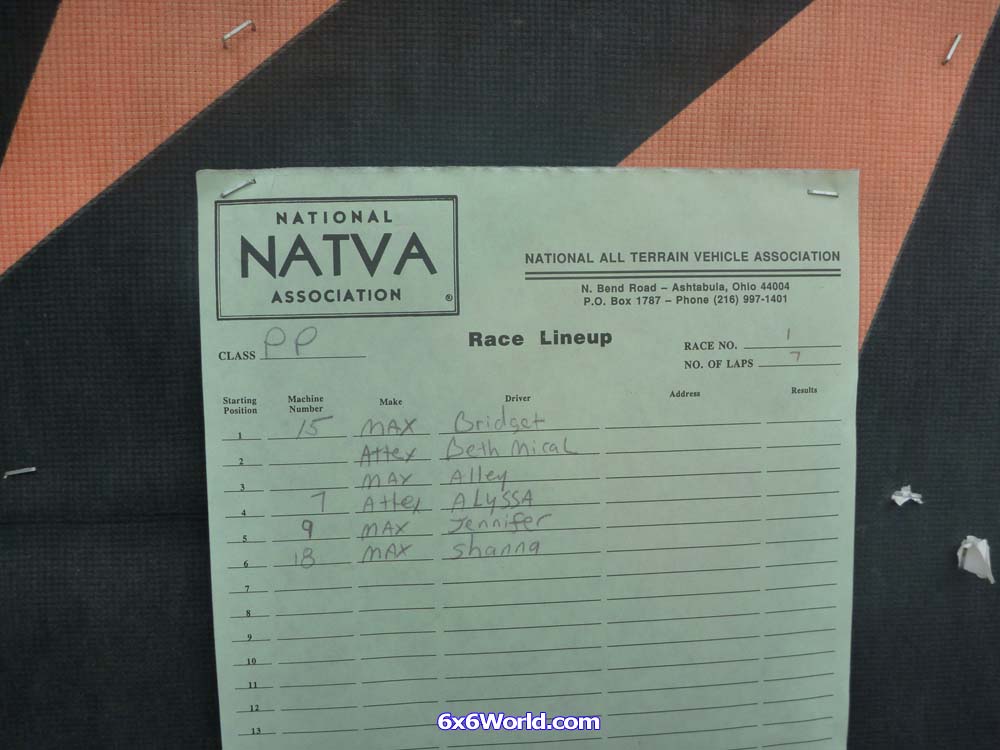 NATIONAL
NATVA
ASSOCIATION ®
NATIONAL ALL TERRAIN VEHICLE ASSOCIATION
N. Bend Road – Ashtabula, Ohio 44004
P.O. Box 1787 – Phone (216) 997-1401
CLASS PP
Race Lineup
RACE NO. 1
NO. OF LAPS 7
Starting Position Machine Number Make Driver Address Results
1 15 MAX Bridget
2 Attex Beth Mical
3 MAX Alley
4 7 Attex ALYSSA
5 9 MAX Jennifer
6 18 MAX Shanna
7
8
9
10
11
12
13
6x6World.com